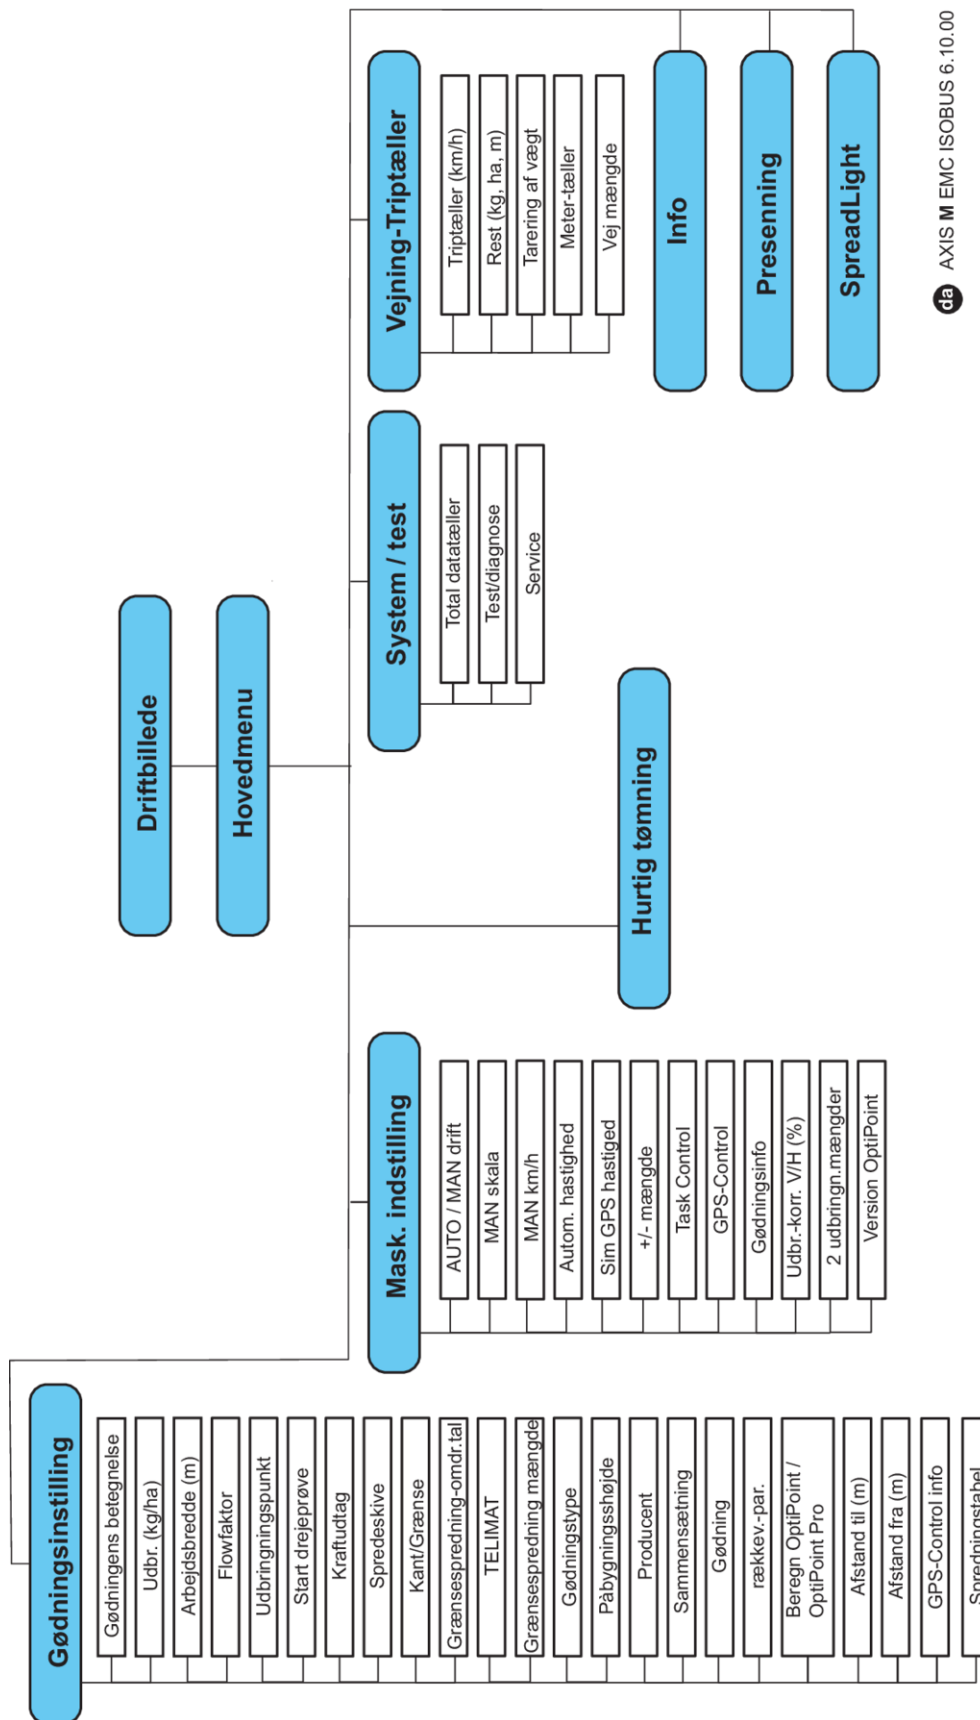 Driftbillede
Hovedmenu
Gødningsinstilling
Gødningens betegnelse
Udbr. (kg/ha)
Arbejdsbredde (m)
Flowfaktor
Udbringningspunkt
Start drejeprøve
Kraftudtag
Spredeskive
Kant/Grænse
Grænsespredning-omdr.tal
TELIMAT
Grænsespredning mængde
Gødningstype
Påbygningsshøjde
Producent
Sammensætning
Gødning
rækkev.-par.
Beregn OptiPoint /
OptiPoint Pro
Afstand til (m)
Afstand fra (m)
GPS-Control info
Spredningstabel
Mask. indstilling
AUTO / MAN drift
MAN skala
MAN km/h
Autom. hastighed
Sim GPS hastiged
+/- mængde
Task Control
GPS-Control
Gødningsinfo
Udbr.-korr. V/H (%)
2 udbringn.mængder
Version OptiPoint
Hurtig tømning
System / test
Total datatæller
Test/diagnose
Service
Vejning-Triptæller
Triptæller (km/h)
Rest (kg, ha, m)
Tarering af vægt
Meter-tæller
Vej mængde
Info
Presenning
SpreadLight
da AXIS M EMC ISOBUS 6.10.00